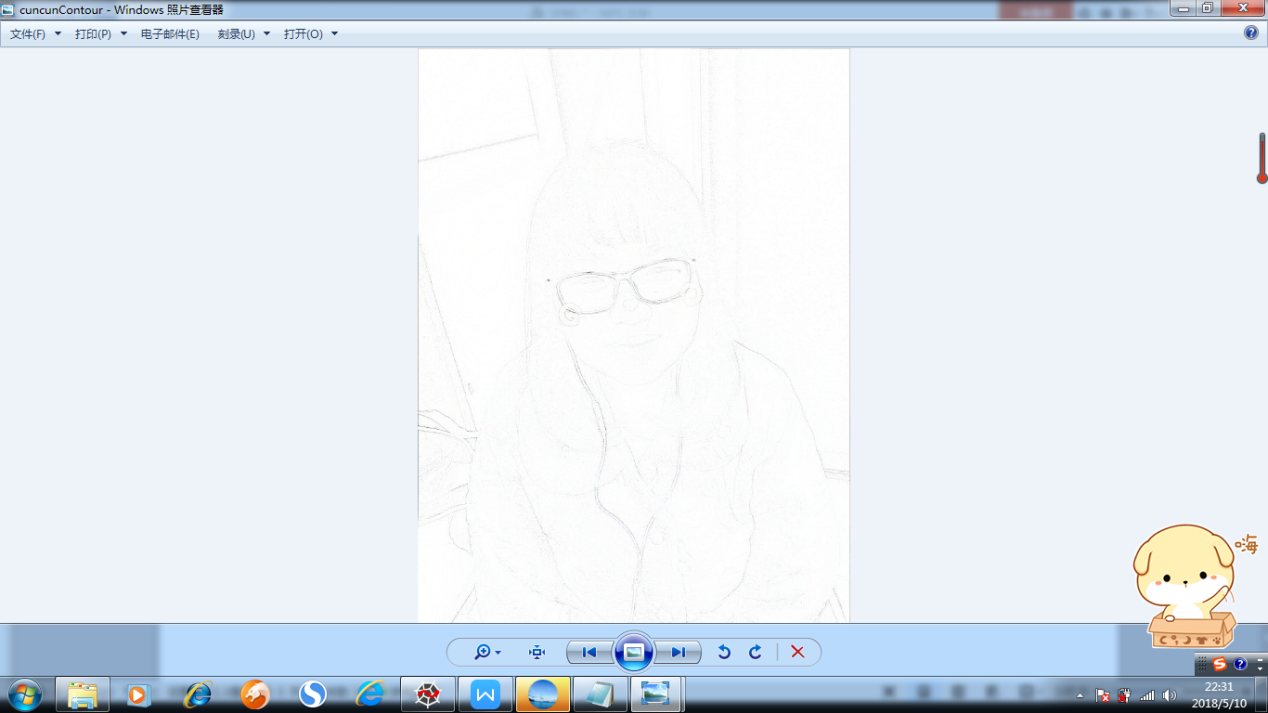 cuncunContour - Windows 照片查看器
文件(F) 打印(P) 电子邮件(E) 刻录(U) 打开(O)
嗨
22:31
2018/5/10